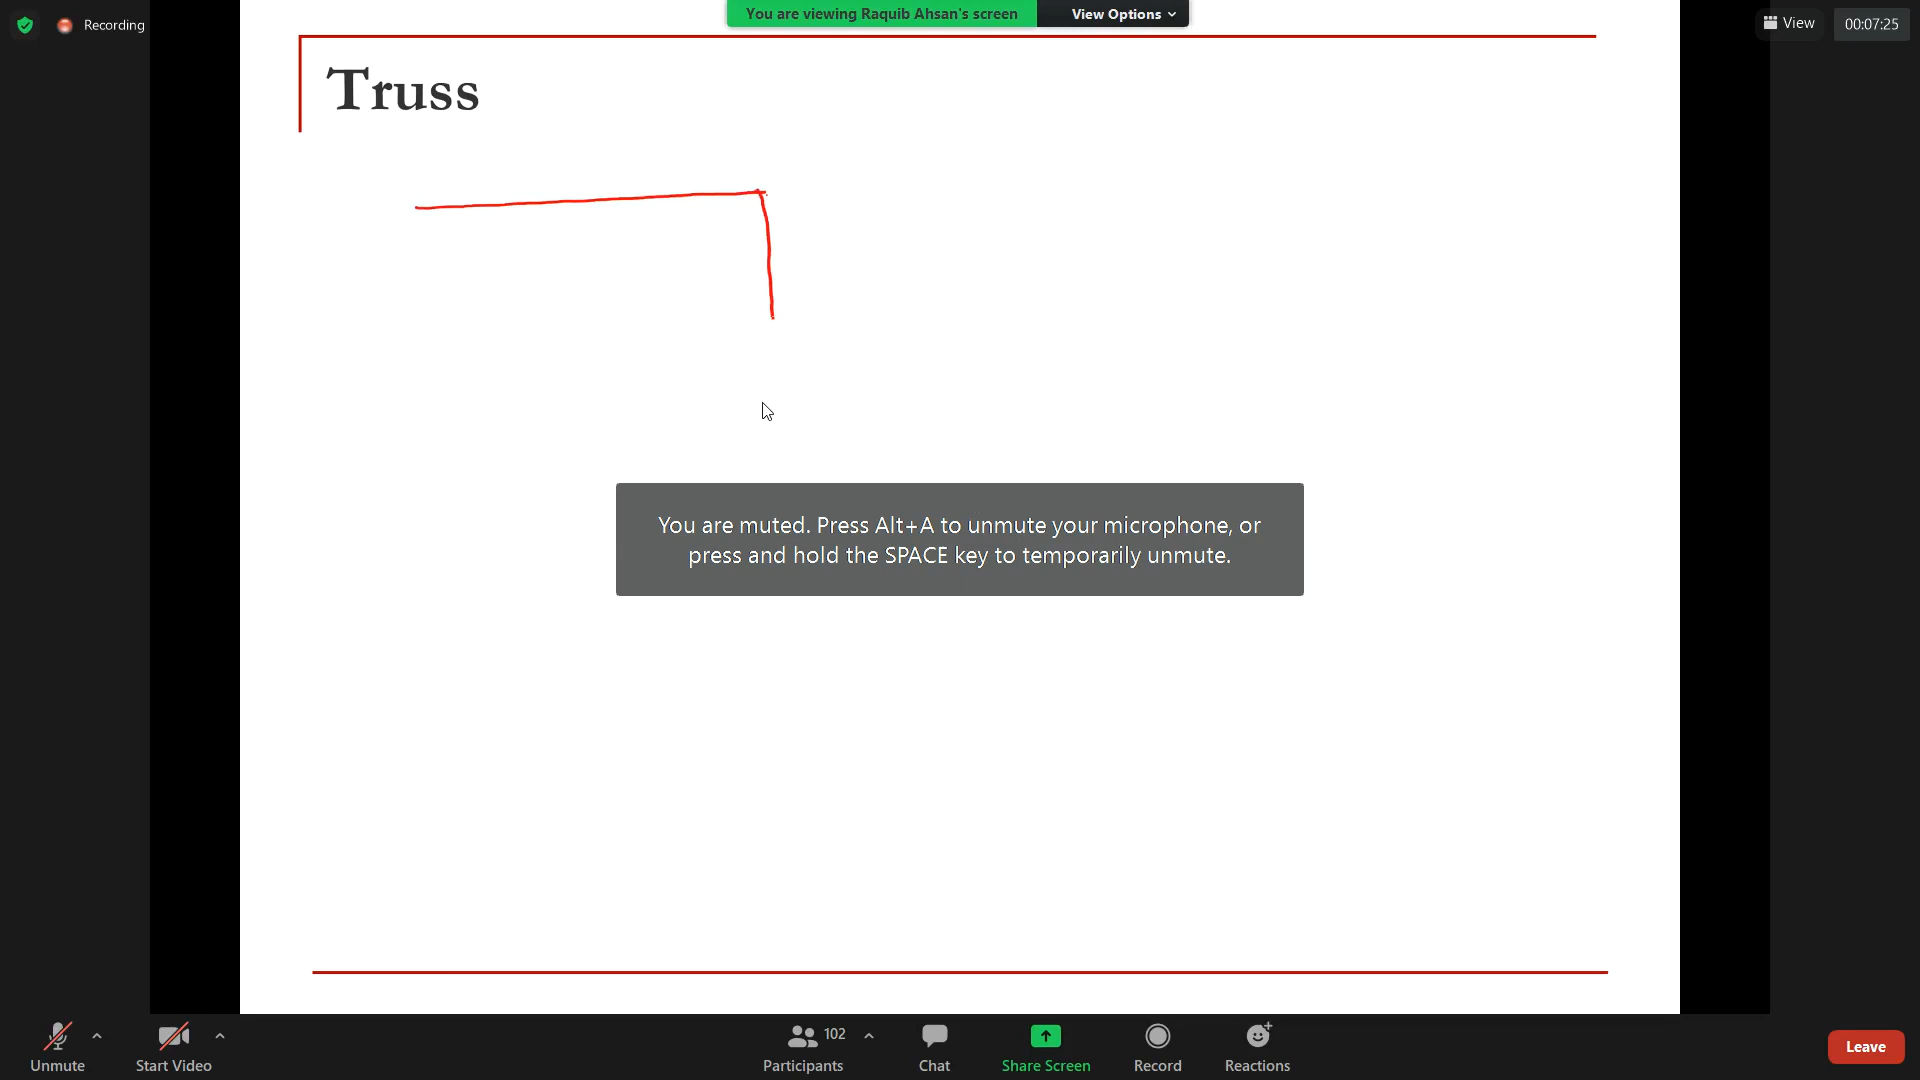 Recording
You are viewing Raquib Ahsan's screen
View Options
View
00:07:25
Truss
You are muted. Press Alt+A to unmute your microphone, or
press and hold the SPACE key to temporarily unmute.
Unmute
Start Video
102
Participants
Chat
Share Screen
Record
Reactions
Leave